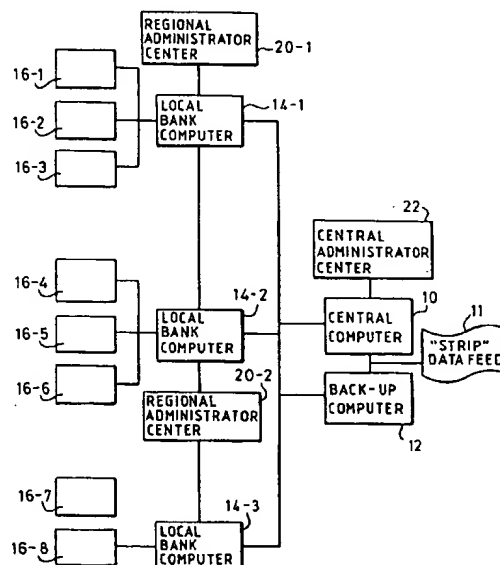 REGIONAL
ADMINISTRATOR
CENTER
20-1
16-1
16-2
16-3
LOCAL
BANK
COMPUTER
14-1
22
CENTRAL
ADMINISTRATOR
CENTER
16-4
16-5
16-6
LOCAL
BANK
COMPUTER
14-2
CENTRAL
COMPUTER
10
11
"STRIP"
DATA FEED
REGIONAL
ADMINISTRATOR
CENTER
20-2
BACK-UP
COMPUTER
12
16-7
16-8
LOCAL
BANK
COMPUTER
14-3